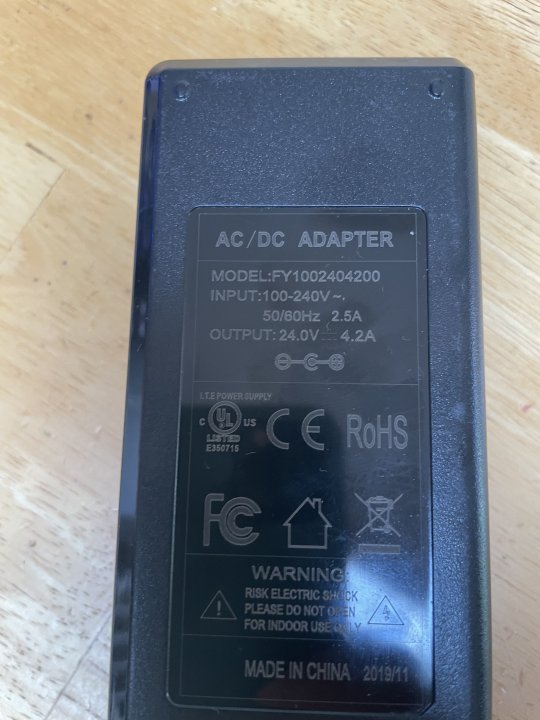 AC/DC ADAPTER
MODEL:FY1002404200
INPUT:100-240V~.
50/60Hz 2.5A
OUTPUT:24.0V⎓4.2A
I.T.E POWER SUPPLY
C UL US
LISTED
E350715
CE
RoHS
FC
WARNING:
RISK ELECTRIC SHOCK
PLEASE DO NOT OPEN
FOR INDOOR USE ONLY
MADE IN CHINA 2019/11